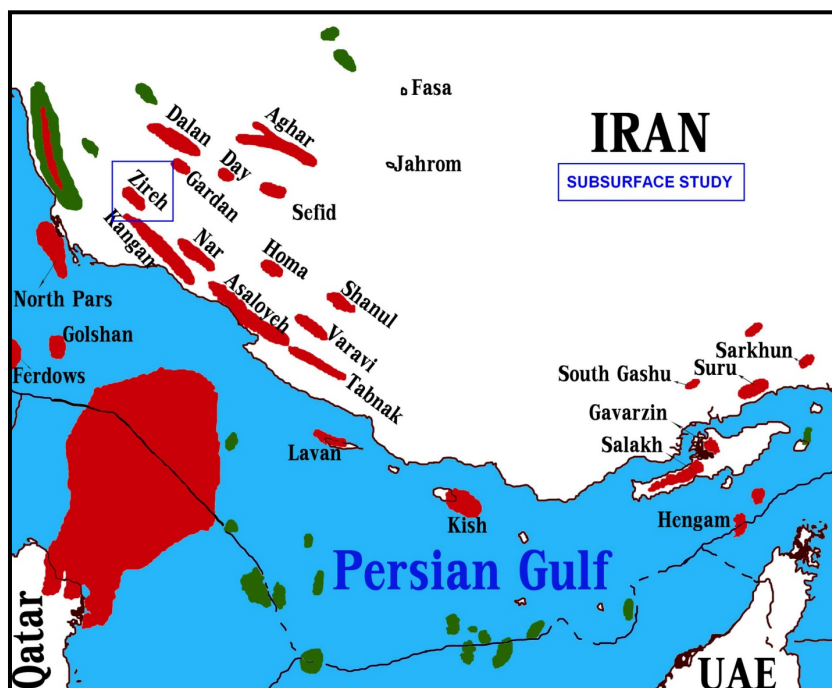 Fasa
IRAN
Dalan
Aghar
Jahrom
SUBSURFACE STUDY
Day
Zireh
Gardan
Sefid
Kangan
Nar
Homa
North Pars
Asaloyeh
Shanul
Golshan
Varavi
Sarkhun
Ferdows
South Gashu
Suru
Tabnak
Gavarzin
Lavan
Salakh
Kish
Hengam
Persian Gulf
Qatar
UAE